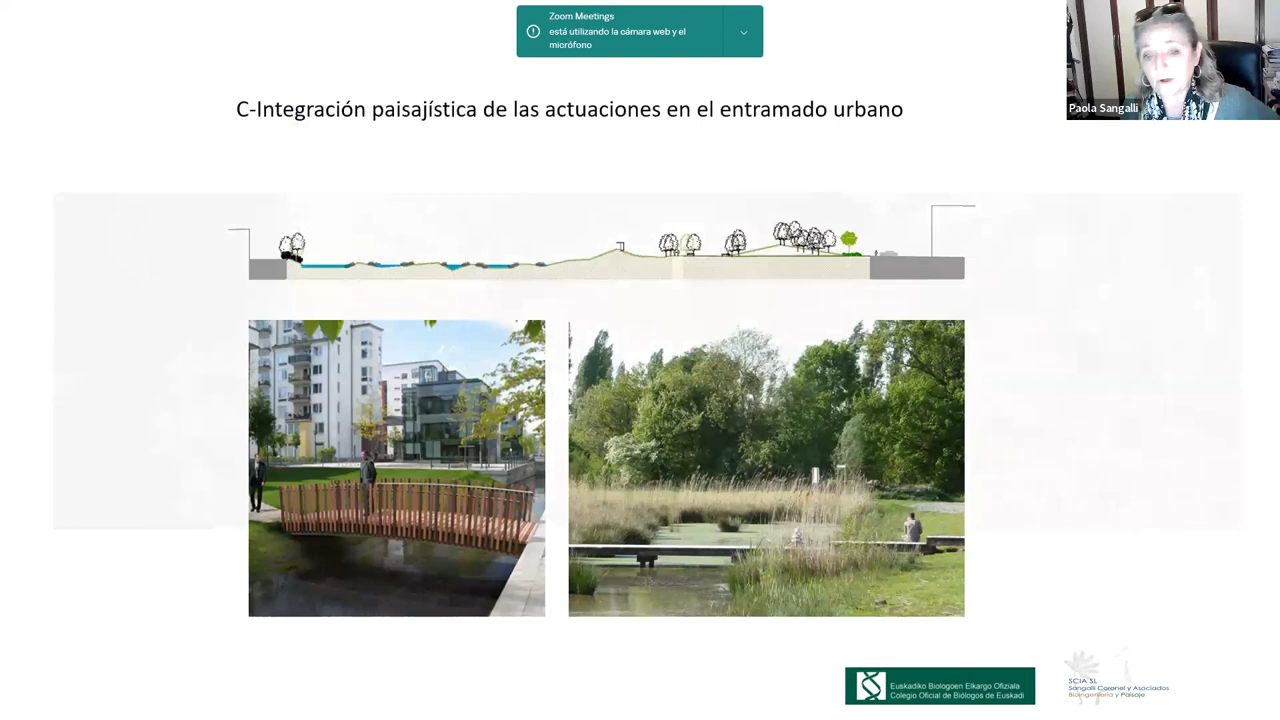 Zoom Meetings
está utilizando la cámara web y el
micrófono
Paola Sangalli
C-Integración paisajística de las actuaciones en el entramado urbano
Euskadiko Biologoen Elkargo Ofiziala
Colegio Oficial de Biólogos de Euskadi
SCIA SL
Sangalli Coronel y Asociados
Bioingeniería y Paisaje